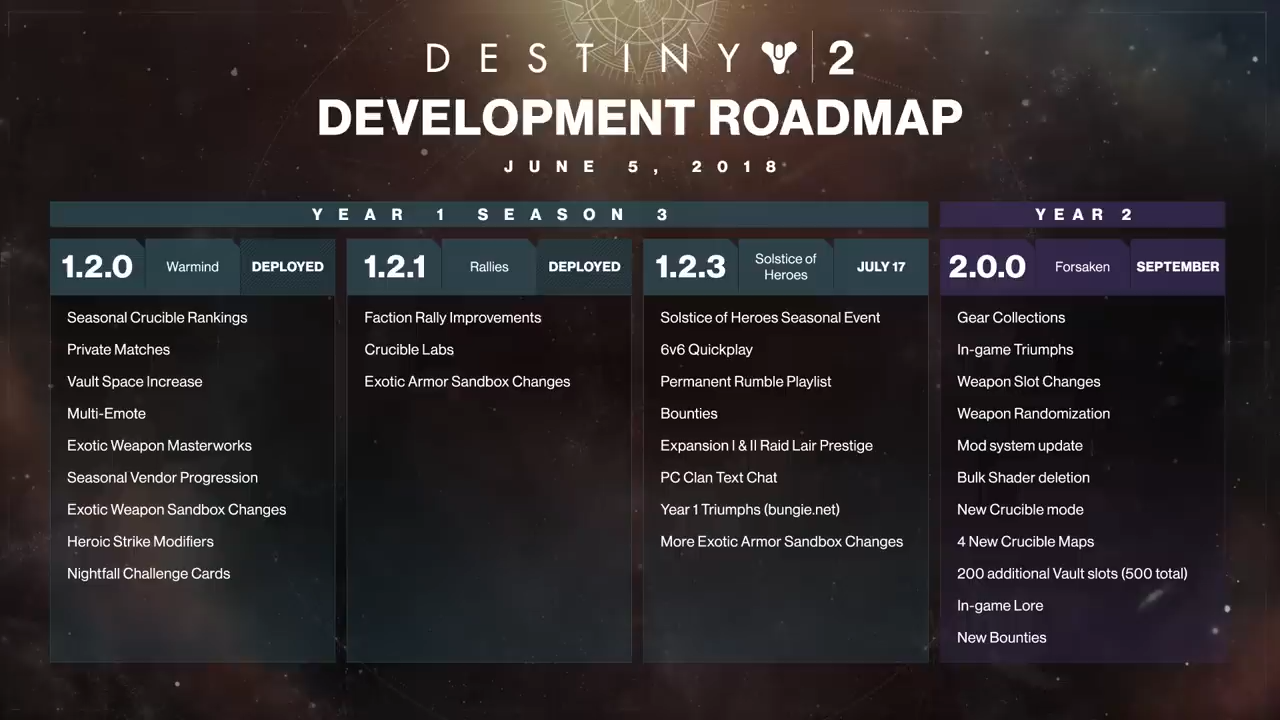 DESTINY 2
DEVELOPMENT ROADMAP
JUNE 5, 2018
YEAR 1 SEASON 3
1.2.0 Warmind DEPLOYED
Seasonal Crucible Rankings
Private Matches
Vault Space Increase
Multi-Emote
Exotic Weapon Masterworks
Seasonal Vendor Progression
Exotic Weapon Sandbox Changes
Heroic Strike Modifiers
Nightfall Challenge Cards
1.2.1 Rallies DEPLOYED
Faction Rally Improvements
Crucible Labs
Exotic Armor Sandbox Changes
1.2.3 Solstice of
Heroes JULY 17
Solstice of Heroes Seasonal Event
6v6 Quickplay
Permanent Rumble Playlist
Bounties
Expansion I & II Raid Lair Prestige
PC Clan Text Chat
Year 1 Triumphs (bungie.net)
More Exotic Armor Sandbox Changes
YEAR 2
2.0.0 Forsaken SEPTEMBER
Gear Collections
In-game Triumphs
Weapon Slot Changes
Weapon Randomization
Mod system update
Bulk Shader deletion
New Crucible mode
4 New Crucible Maps
200 additional Vault slots (500 total)
In-game Lore
New Bounties